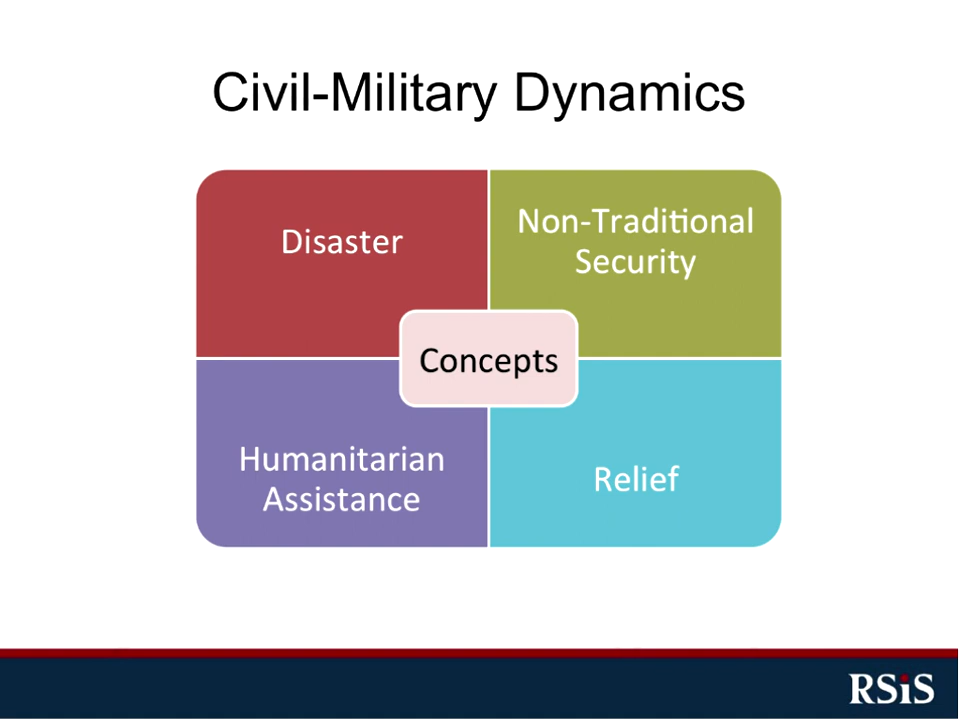 Civil-Military Dynamics
Disaster
Non-Traditional
Security
Concepts
Humanitarian
Assistance
Relief
RSiS